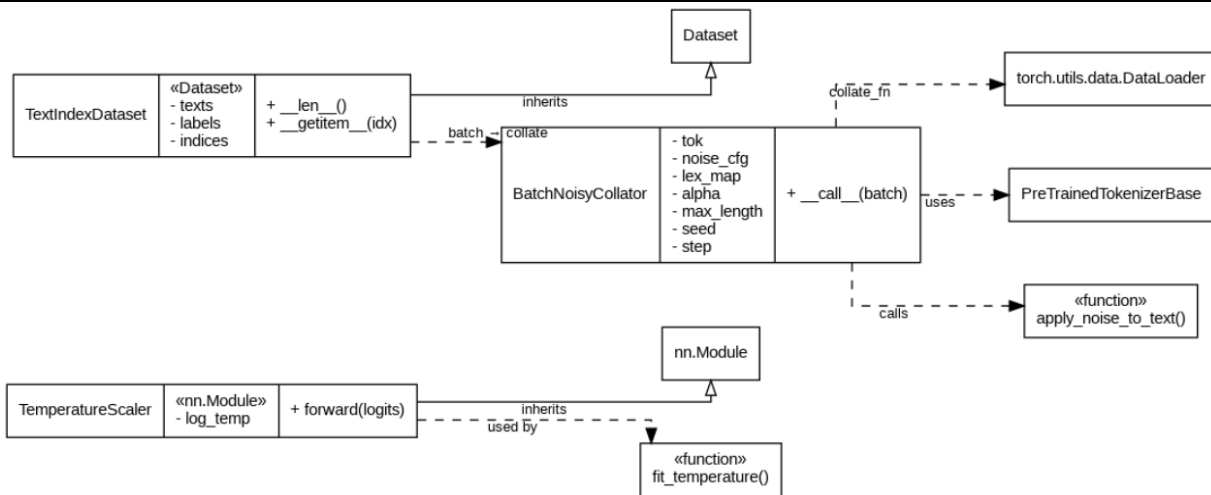 Dataset
TextIndexDataset
«Dataset»
- texts
- labels
- indices
+ __len__()
+ __getitem__(idx)
inherits
batch → collate
collate_fn
torch.utils.data.DataLoader
BatchNoisyCollator
- tok
- noise_cfg
- lex_map
- alpha
- max_length
- seed
- step
+ __call__(batch)
uses
PreTrainedTokenizerBase
calls
«function»
apply_noise_to_text()
nn.Module
TemperatureScaler
«nn.Module»
- log_temp
+ forward(logits)
inherits
used by
«function»
fit_temperature()